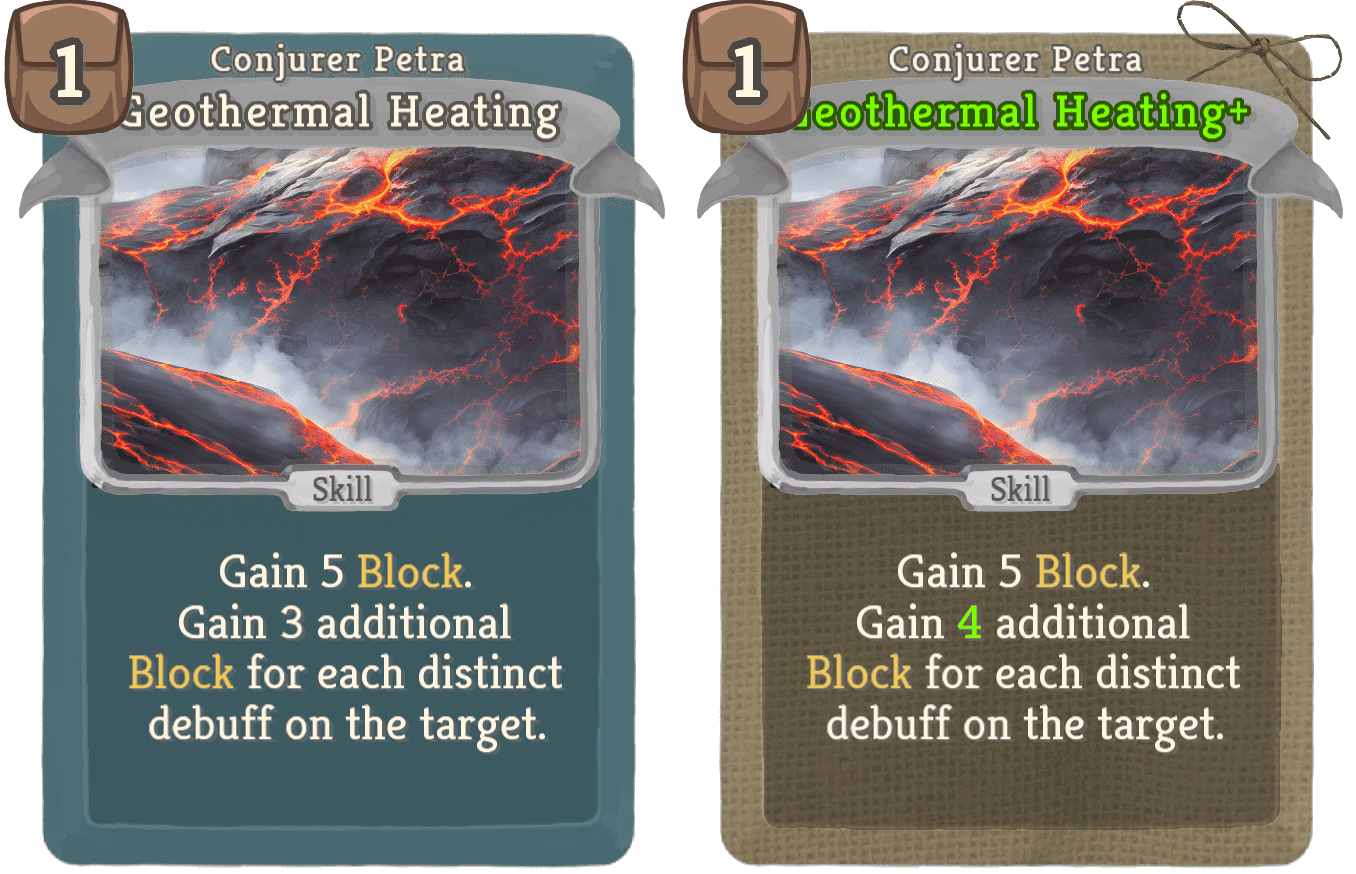 1
Conjurer Petra
Geothermal Heating
Skill
Gain 5 Block.
Gain 3 additional
Block for each distinct
debuff on the target.
1
Conjurer Petra
Geothermal Heating+
Skill
Gain 5 Block.
Gain 4 additional
Block for each distinct
debuff on the target.